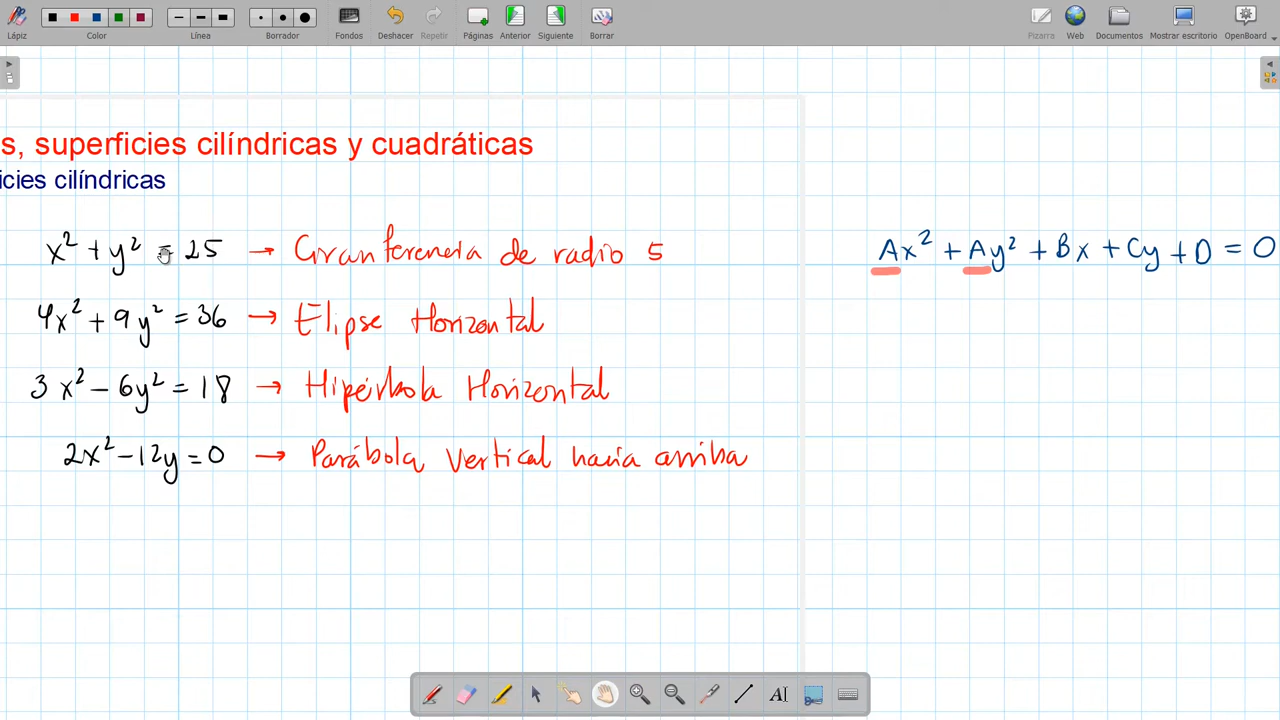 Lápiz Color Línea Borrador Fondos Deshacer Repetir Páginas Anterior Siguiente Borrar Pizarra Web Documentos Mostrar escritorio OpenBoard
s, superficies cilíndricas y cuadráticas
icies cilíndricas
x² + y² = 25 → Circunferencia de radio 5
Ax² + Ay² + Bx + Cy + D = 0
4x² + 9y² = 36 → Elipse Horizontal
3x² - 6y² = 18 → Hipérbola Horizontal
2x² - 12y = 0 → Parábola Vertical hacia arriba
AI